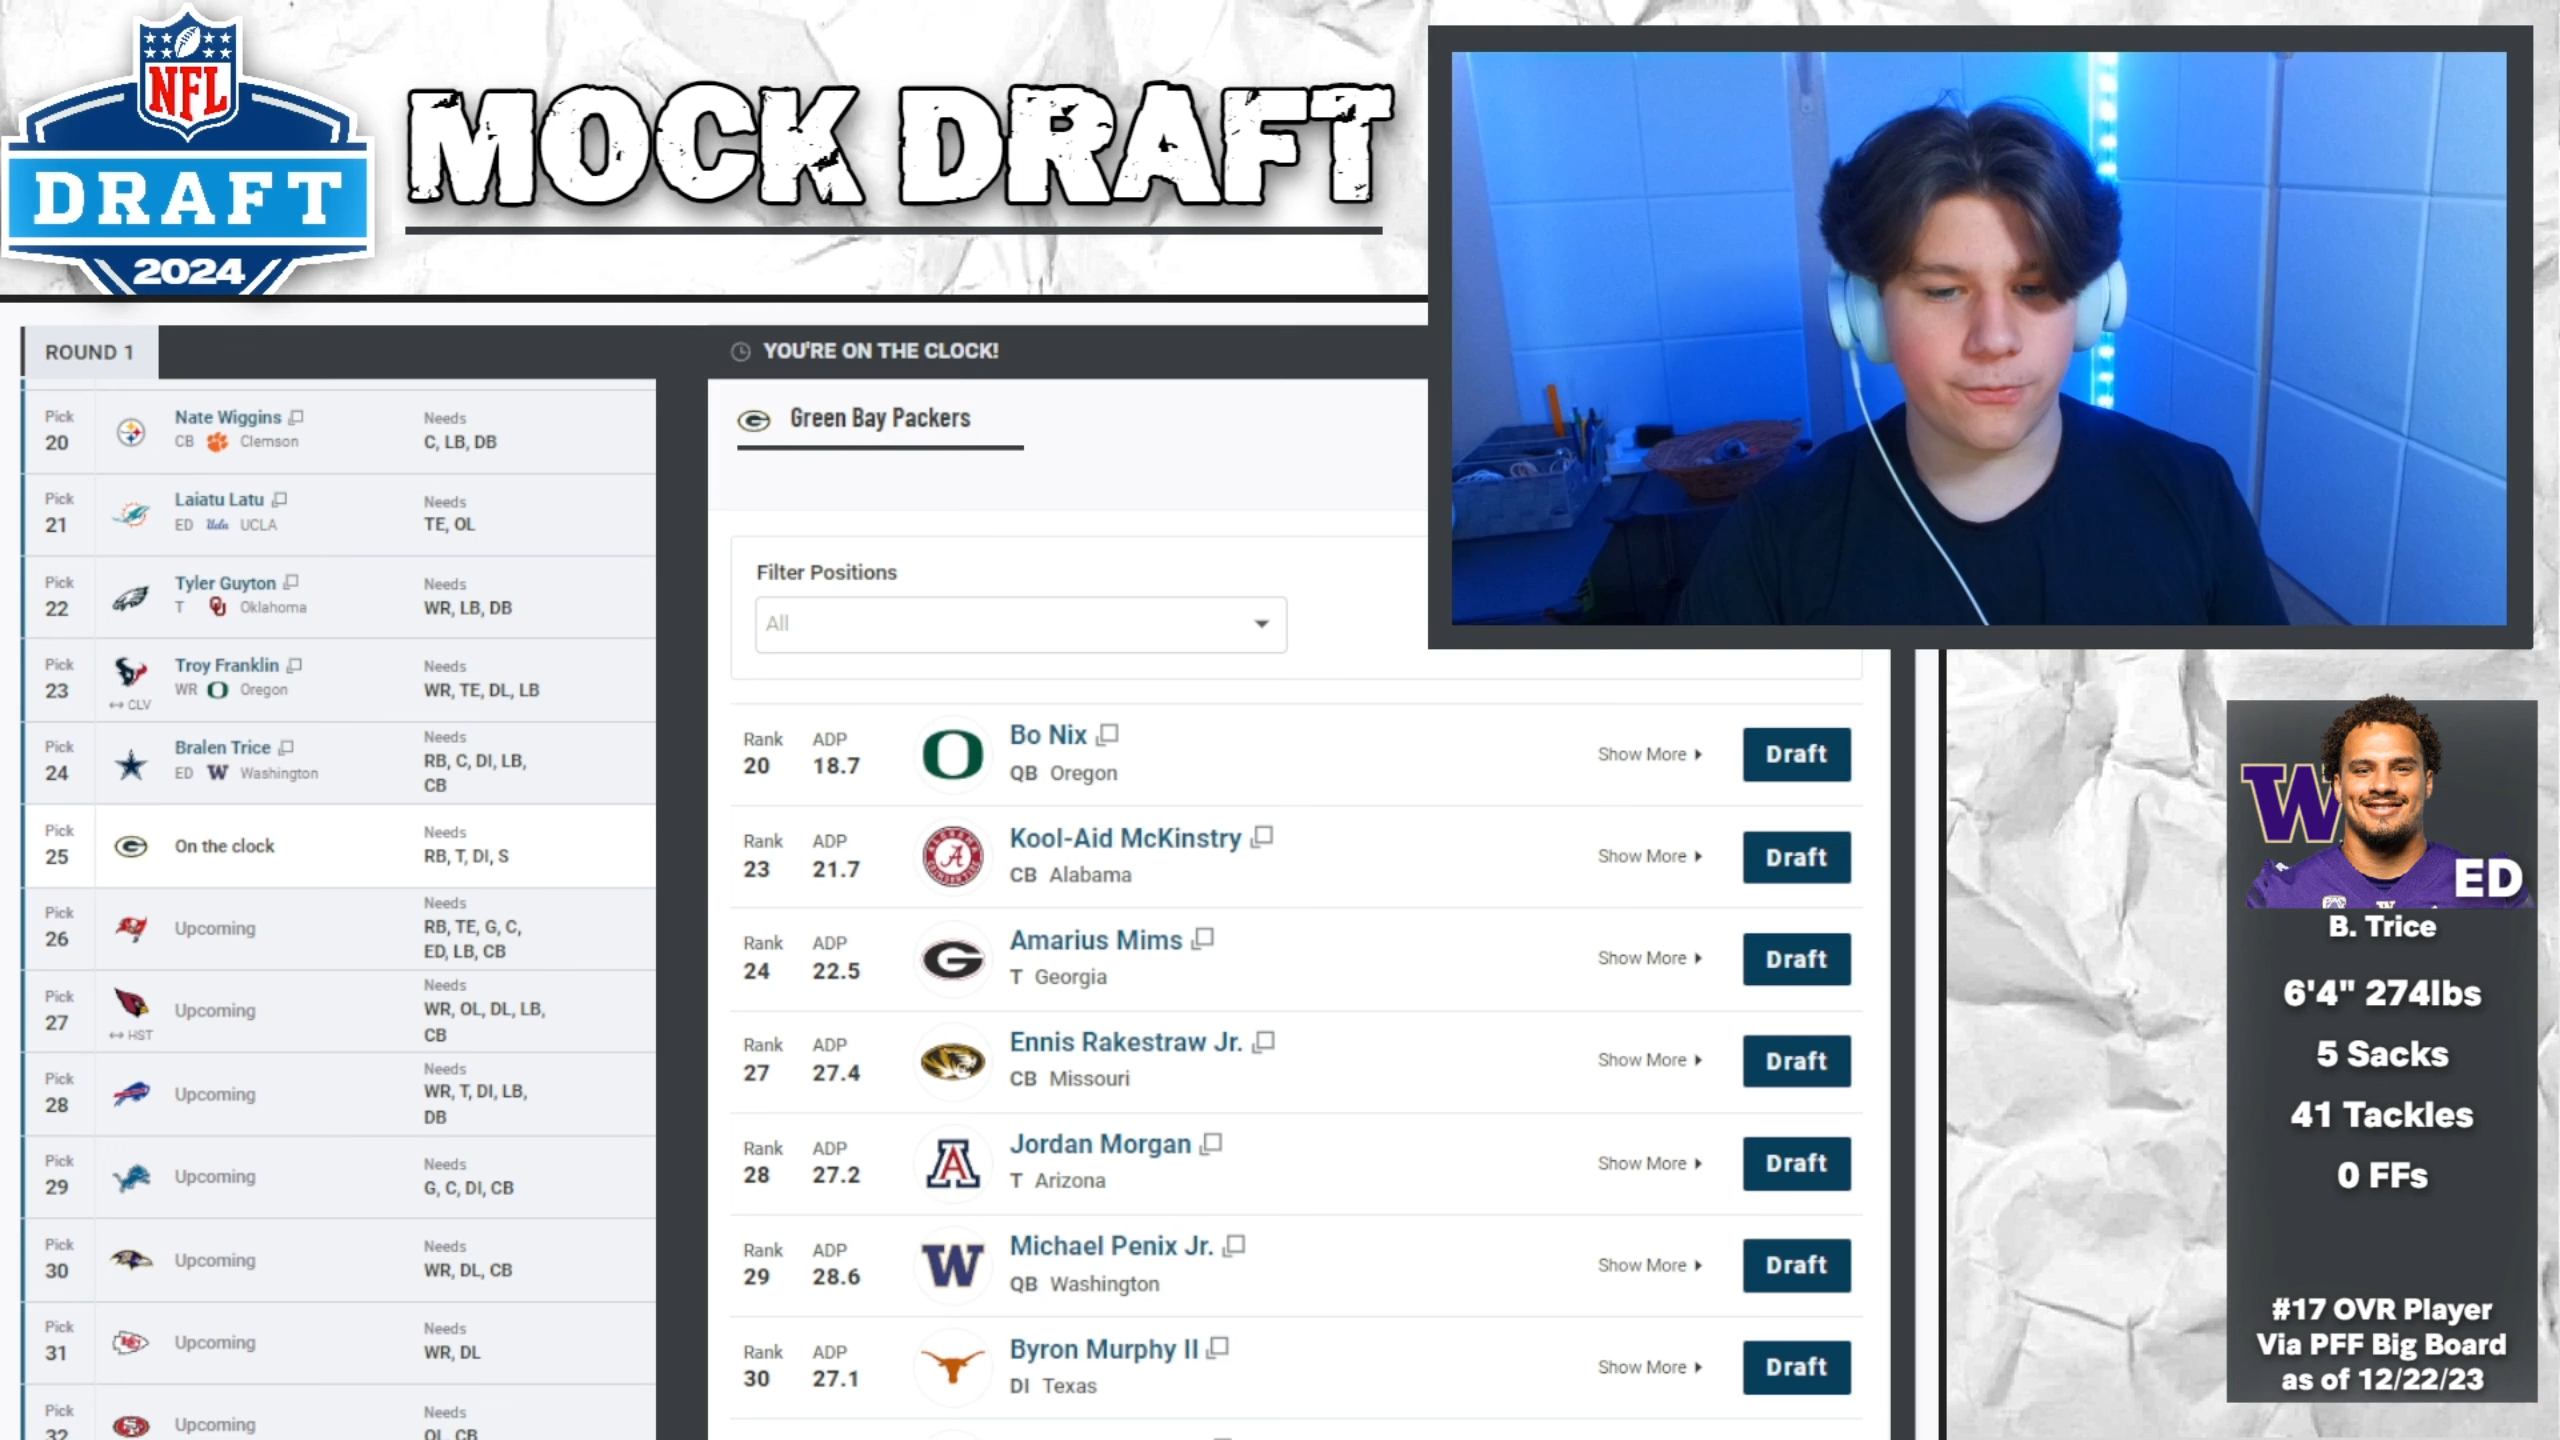 NFL
DRAFT
2024
MOCK DRAFT
ROUND 1
Pick
20
Nate Wiggins
CB Clemson
Needs
C, LB, DB
Pick
21
Laiatu Latu
ED Ucla UCLA
Needs
TE, OL
Pick
22
Tyler Guyton
T OU Oklahoma
Needs
WR, LB, DB
Pick
23
↔ CLV
Troy Franklin
WR O Oregon
Needs
WR, TE, DL, LB
Pick
24
Bralen Trice
ED W Washington
Needs
RB, C, DI, LB,
CB
Pick
25
G
On the clock
Needs
RB, T, DI, S
Pick
26
Upcoming
Needs
RB, TE, G, C,
ED, LB, CB
Pick
27
↔ HST
Upcoming
Needs
WR, OL, DL, LB,
CB
Pick
28
Upcoming
Needs
WR, T, DI, LB,
DB
Pick
29
Upcoming
Needs
G, C, DI, CB
Pick
30
Upcoming
Needs
WR, DL, CB
Pick
31
KC
Upcoming
Needs
WR, DL
Pick
32
SF
Upcoming
Needs
OL, CB
YOU'RE ON THE CLOCK!
G Green Bay Packers
Filter Positions
All
Rank ADP
20 18.7
O
Bo Nix
QB Oregon
Show More
Draft
Rank ADP
23 21.7
A
Kool-Aid McKinstry
CB Alabama
Show More
Draft
Rank ADP
24 22.5
G
Amarius Mims
T Georgia
Show More
Draft
Rank ADP
27 27.4
Ennis Rakestraw Jr.
CB Missouri
Show More
Draft
Rank ADP
28 27.2
A
Jordan Morgan
T Arizona
Show More
Draft
Rank ADP
29 28.6
W
Michael Penix Jr.
QB Washington
Show More
Draft
Rank ADP
30 27.1
Byron Murphy II
DI Texas
Show More
Draft
W
ED
B. Trice
6'4" 274lbs
5 Sacks
41 Tackles
0 FFs
#17 OVR Player
Via PFF Big Board
as of 12/22/23